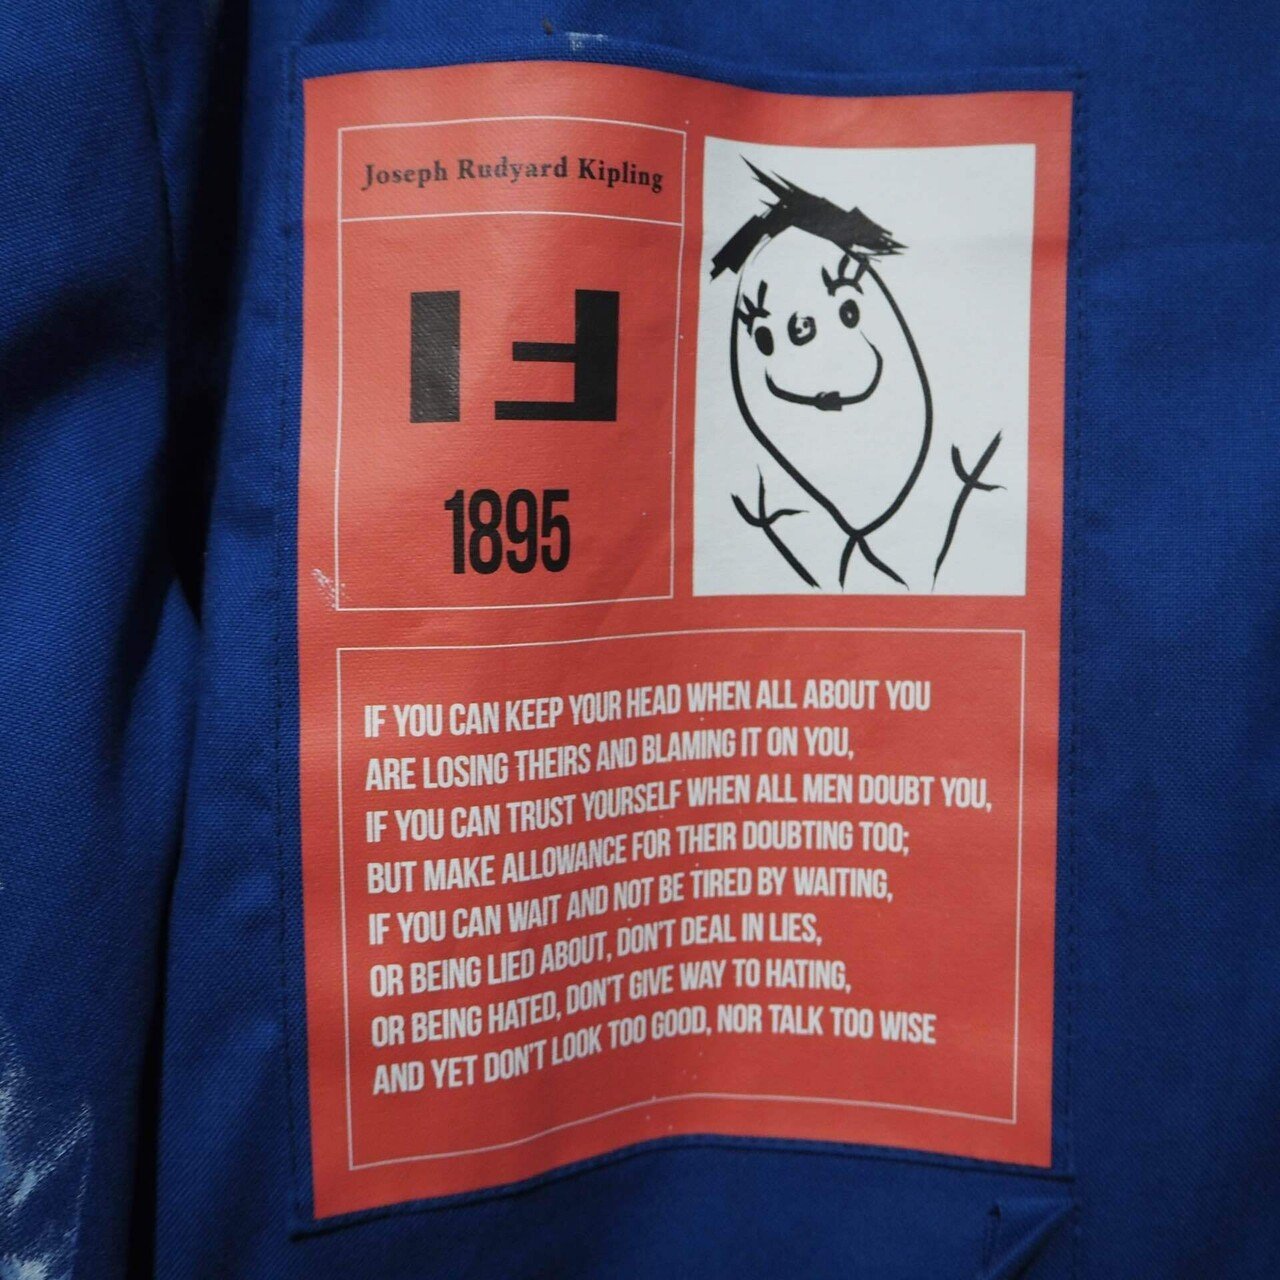 Joseph Rudyard Kipling
IF
1895
IF YOU CAN KEEP YOUR HEAD WHEN ALL ABOUT YOU
ARE LOSING THEIRS AND BLAMING IT ON YOU,
IF YOU CAN TRUST YOURSELF WHEN ALL MEN DOUBT YOU,
BUT MAKE ALLOWANCE FOR THEIR DOUBTING TOO;
IF YOU CAN WAIT AND NOT BE TIRED BY WAITING,
OR BEING LIED ABOUT, DON'T DEAL IN LIES,
OR BEING HATED, DON'T GIVE WAY TO HATING,
AND YET DON'T LOOK TOO GOOD, NOR TALK TOO WISE